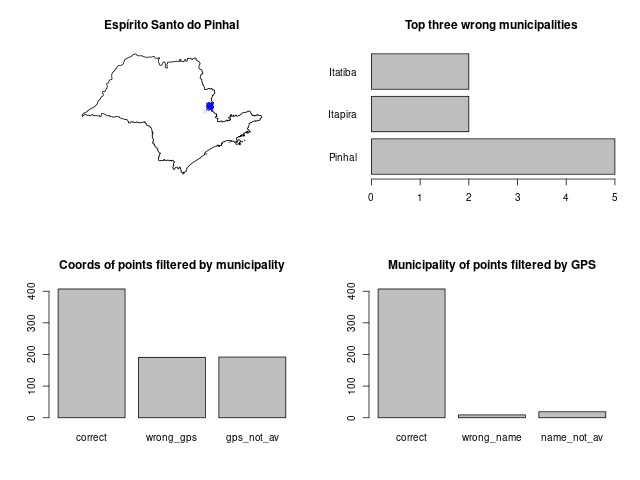 Espírito Santo do Pinhal
Top three wrong municipalities
Itatiba
Itapira
Pinhal
0 1 2 3 4 5
Coords of points filtered by municipality
Municipality of points filtered by GPS
400
300
200
100
0
correct wrong_gps gps_not_av
400
300
200
100
0
correct wrong_name name_not_av